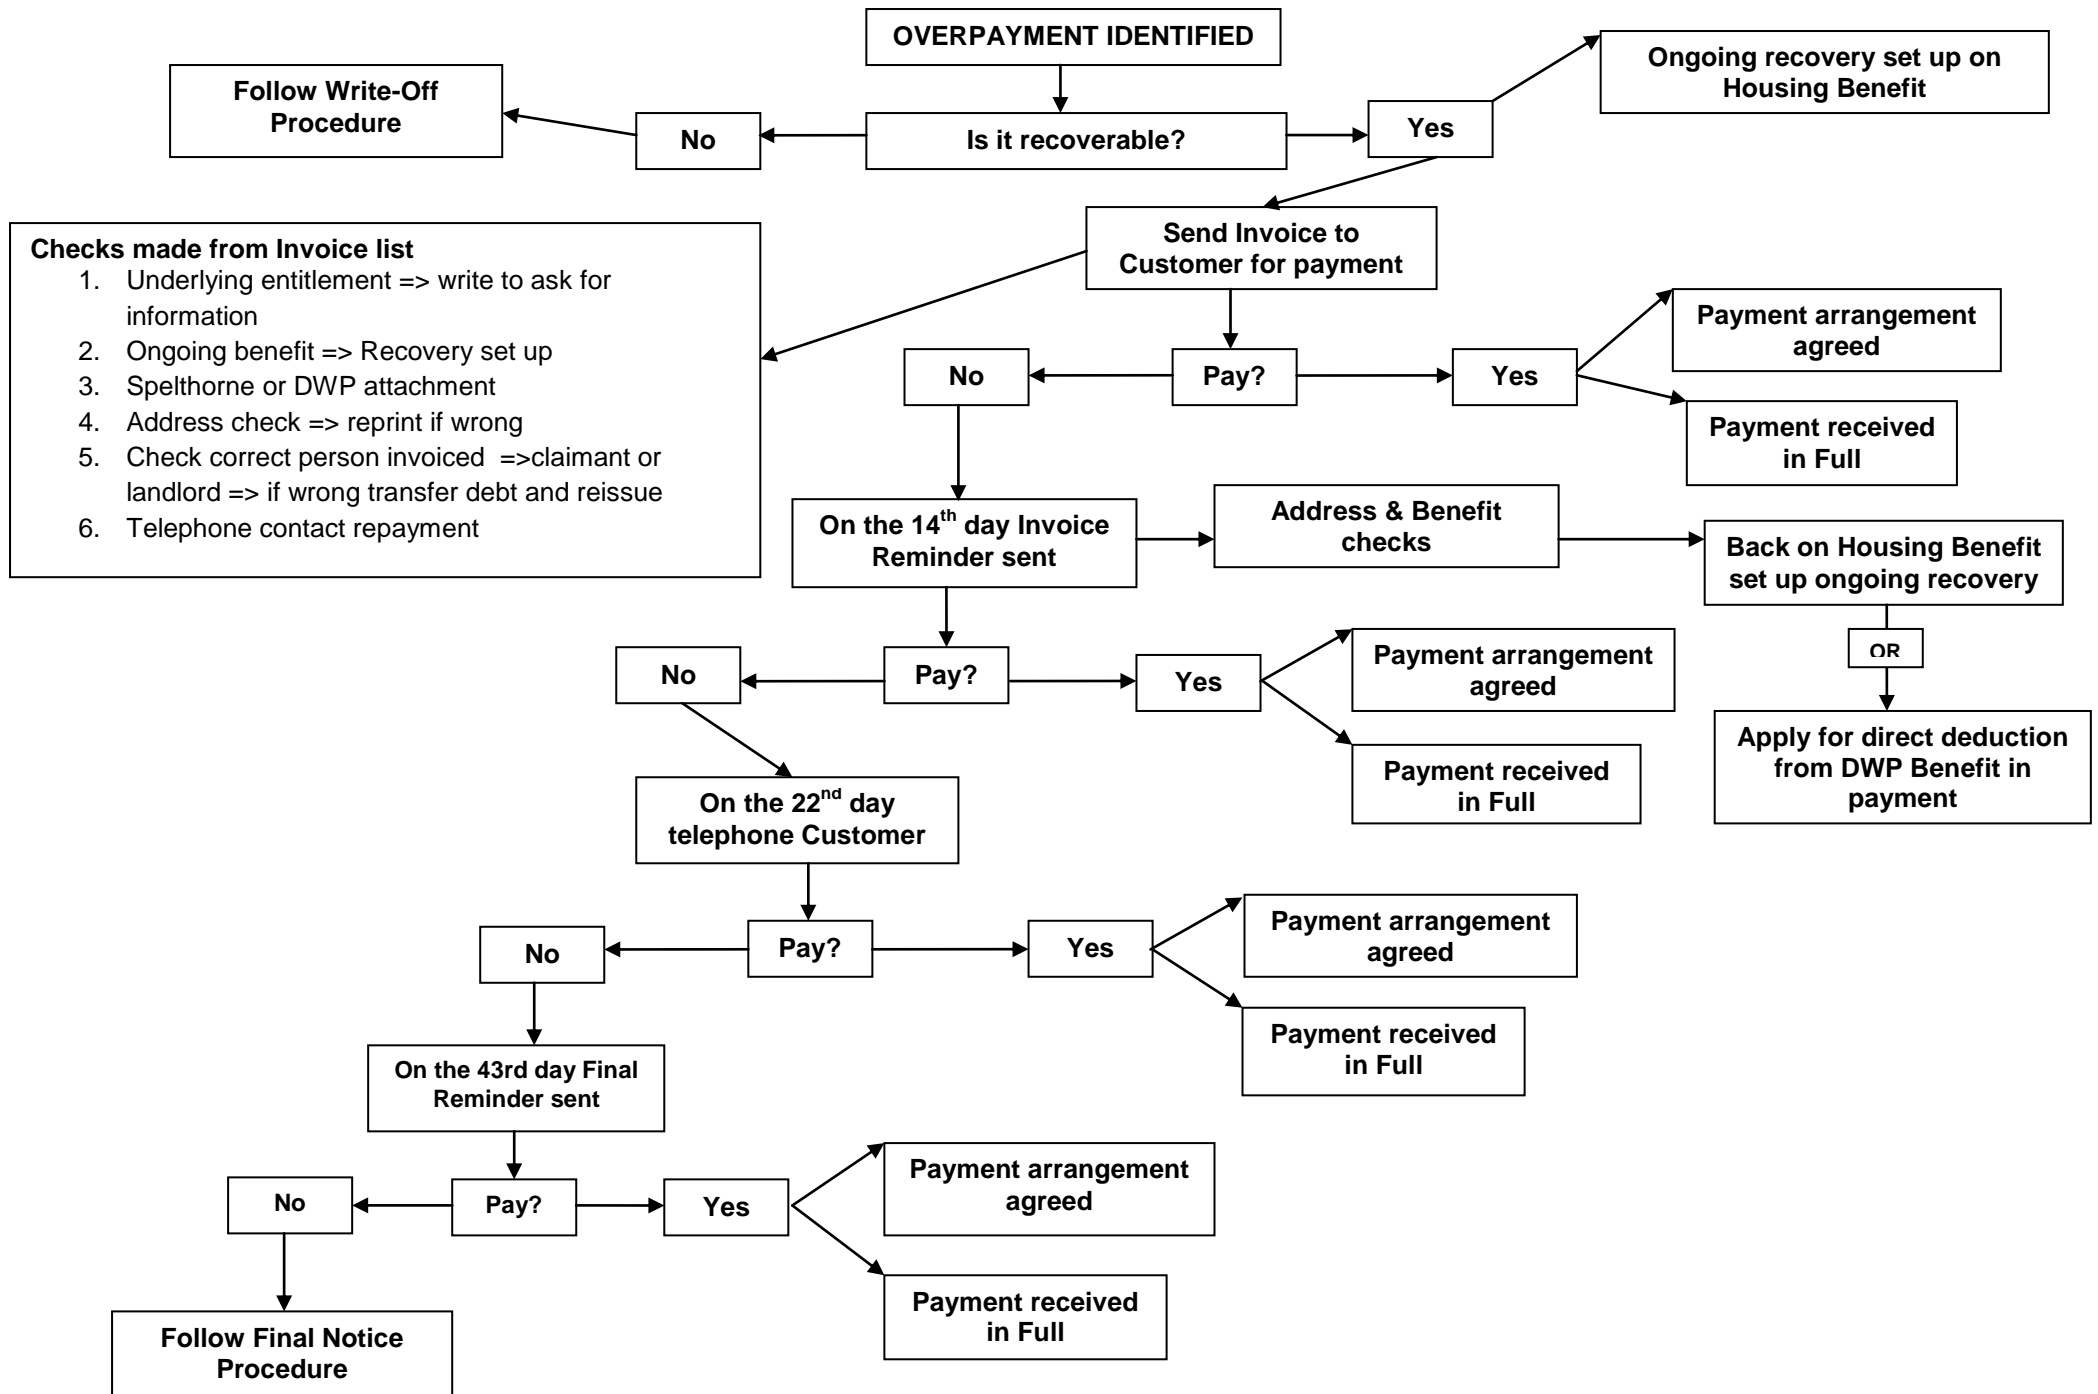 OVERPAYMENT IDENTIFIED
Ongoing recovery set up on
Housing Benefit
Follow Write-Off
Procedure
No
Is it recoverable?
Yes
Send Invoice to
Customer for payment
Checks made from Invoice list
1. Underlying entitlement => write to ask for
information
2. Ongoing benefit => Recovery set up
3. Spelthorne or DWP attachment
4. Address check => reprint if wrong
5. Check correct person invoiced =>claimant or
landlord => if wrong transfer debt and reissue
6. Telephone contact repayment
No
Pay?
Yes
Payment arrangement
agreed
Payment received
in Full
On the 14th day Invoice
Reminder sent
Address & Benefit
checks
Back on Housing Benefit
set up ongoing recovery
OR
Apply for direct deduction
from DWP Benefit in
payment
No
Pay?
Yes
Payment arrangement
agreed
Payment received
in Full
On the 22nd day
telephone Customer
No
Pay?
Yes
Payment arrangement
agreed
Payment received
in Full
On the 43rd day Final
Reminder sent
No
Pay?
Yes
Payment arrangement
agreed
Payment received
in Full
Follow Final Notice
Procedure